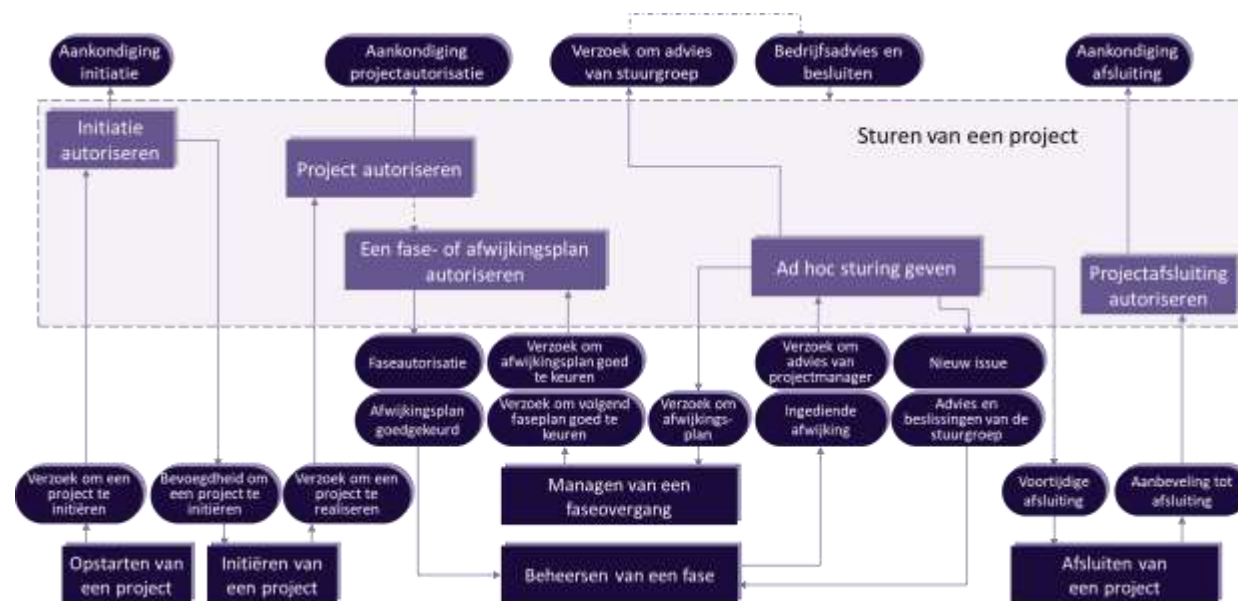 Aankondiging
initiatie
Aankondiging
projectautorisatie
Verzoek om advies
van stuurgroep
Bedrijfsadvies en
besluiten
Aankondiging
afsluiting
Initiatie
autoriseren
Sturen van een project
Project autoriseren
Een fase- of afwijkingsplan
autoriseren
Ad hoc sturing geven
Projectafsluiting
autoriseren
Faseautorisatie
Verzoek om
afwijkingsplan goed
te keuren
Verzoek om
advies van
projectmanager
Nieuw issue
Afwijkingsplan
goedgekeurd
Verzoek om volgend
faseplan goed te
keuren
Verzoek om
afwijkings-
plan
Ingediende
afwijking
Advies en
beslissingen van de
stuurgroep
Verzoek om een
project te
initiëren
Bevoegdheid om
een project te
initiëren
Verzoek om een
project te
realiseren
Managen van een
faseovergang
Voortijdige
afsluiting
Aanbeveling tot
afsluiting
Opstarten van
een project
Initiëren van
een project
Beheersen van een fase
Afsluiten van
een project